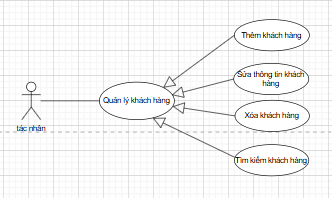 Thêm khách hàng
Sửa thông tin khách
hàng
Quản lý khách hàng
Xóa khách hàng
tác nhân
Tìm kiếm khách hàng